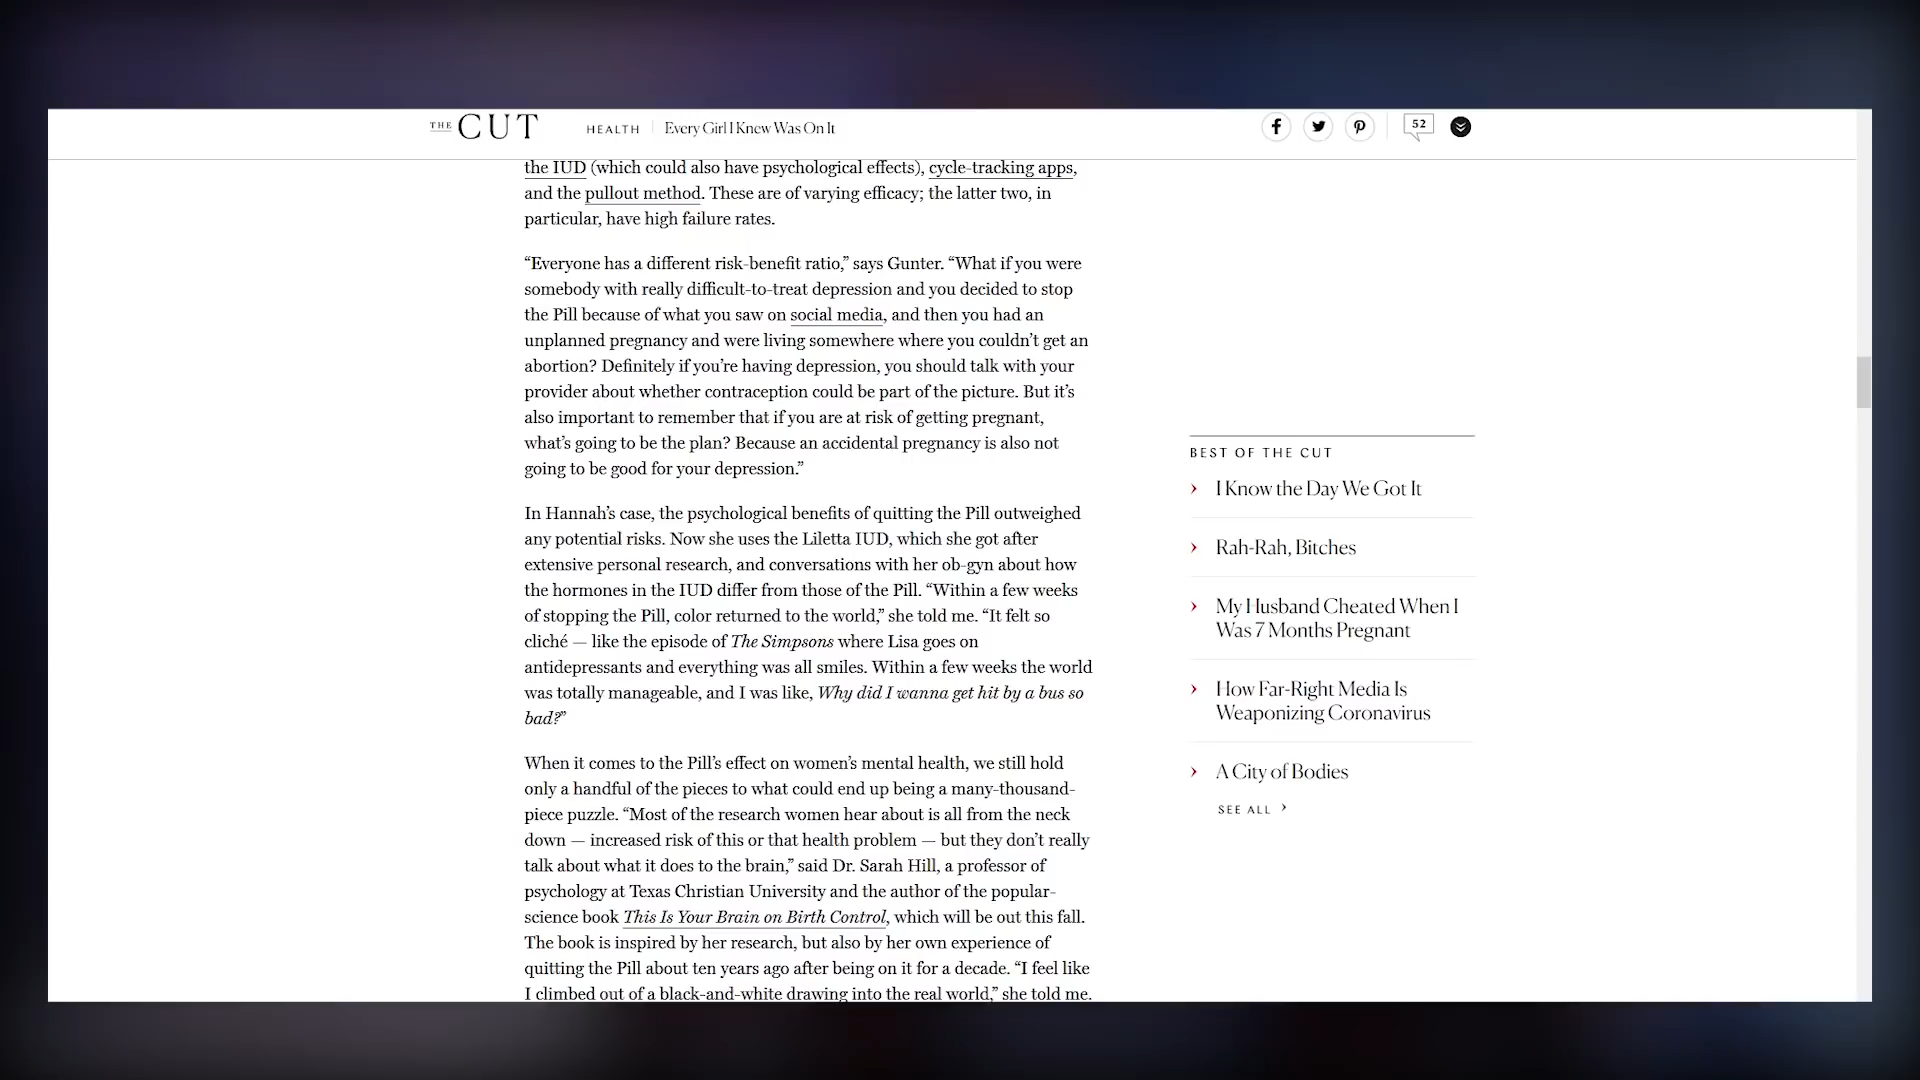 THE CUT
HEALTH
Every Girl I Knew Was On It
52
the IUD (which could also have psychological effects), cycle-tracking apps,
and the pullout method. These are of varying efficacy; the latter two, in
particular, have high failure rates.
“Everyone has a different risk-benefit ratio,” says Gunter. “What if you were
somebody with really difficult-to-treat depression and you decided to stop
the Pill because of what you saw on social media, and then you had an
unplanned pregnancy and were living somewhere where you couldn’t get an
abortion? Definitely if you’re having depression, you should talk with your
provider about whether contraception could be part of the picture. But it’s
also important to remember that if you are at risk of getting pregnant,
what’s going to be the plan? Because an accidental pregnancy is also not
going to be good for your depression.”
In Hannah’s case, the psychological benefits of quitting the Pill outweighed
any potential risks. Now she uses the Liletta IUD, which she got after
extensive personal research, and conversations with her ob-gyn about how
the hormones in the IUD differ from those of the Pill. “Within a few weeks
of stopping the Pill, color returned to the world,” she told me. “It felt so
cliché — like the episode of The Simpsons where Lisa goes on
antidepressants and everything was all smiles. Within a few weeks the world
was totally manageable, and I was like, Why did I wanna get hit by a bus so
bad?”
When it comes to the Pill’s effect on women’s mental health, we still hold
only a handful of the pieces to what could end up being a many-thousand-
piece puzzle. “Most of the research women hear about is all from the neck
down — increased risk of this or that health problem — but they don’t really
talk about what it does to the brain,” said Dr. Sarah Hill, a professor of
psychology at Texas Christian University and the author of the popular-
science book This Is Your Brain on Birth Control, which will be out this fall.
The book is inspired by her research, but also by her own experience of
quitting the Pill about ten years ago after being on it for a decade. “I feel like
I climbed out of a black-and-white drawing into the real world,” she told me.
BEST OF THE CUT
I Know the Day We Got It
Rah-Rah, Bitches
My Husband Cheated When I
Was 7 Months Pregnant
How Far-Right Media Is
Weaponizing Coronavirus
A City of Bodies
SEE ALL